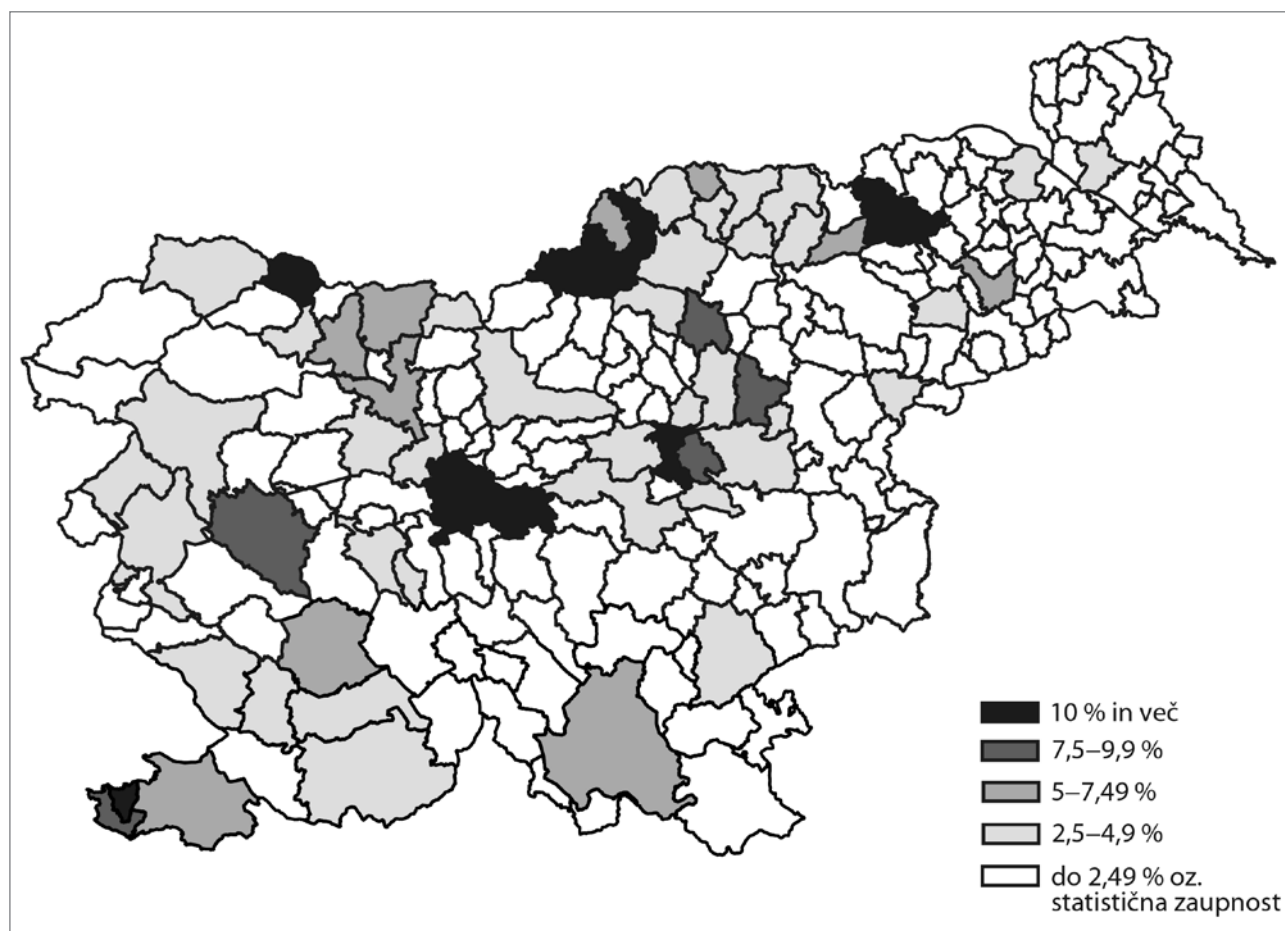 10 % in več
7,5–9,9 %
5–7,49 %
2,5–4,9 %
do 2,49 % oz.
statistična zaupnost